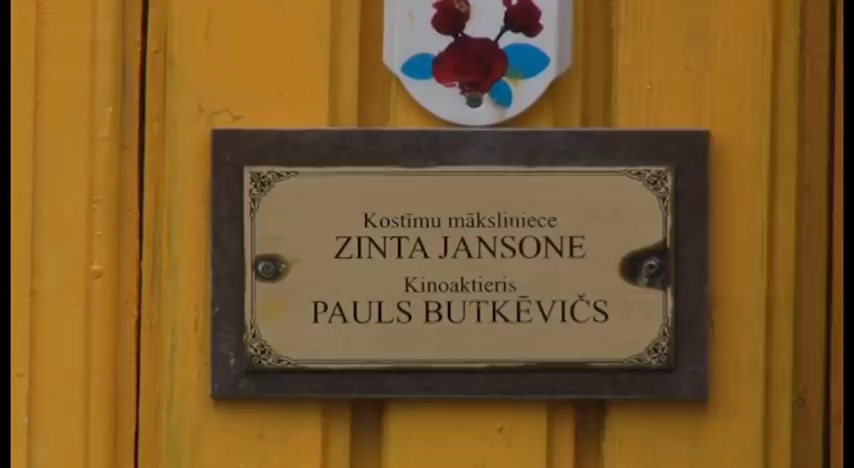 Kostīmu māksliniece
ZINTA JANSONE
Kinoaktieris
PAULS BUTKĒVIČS